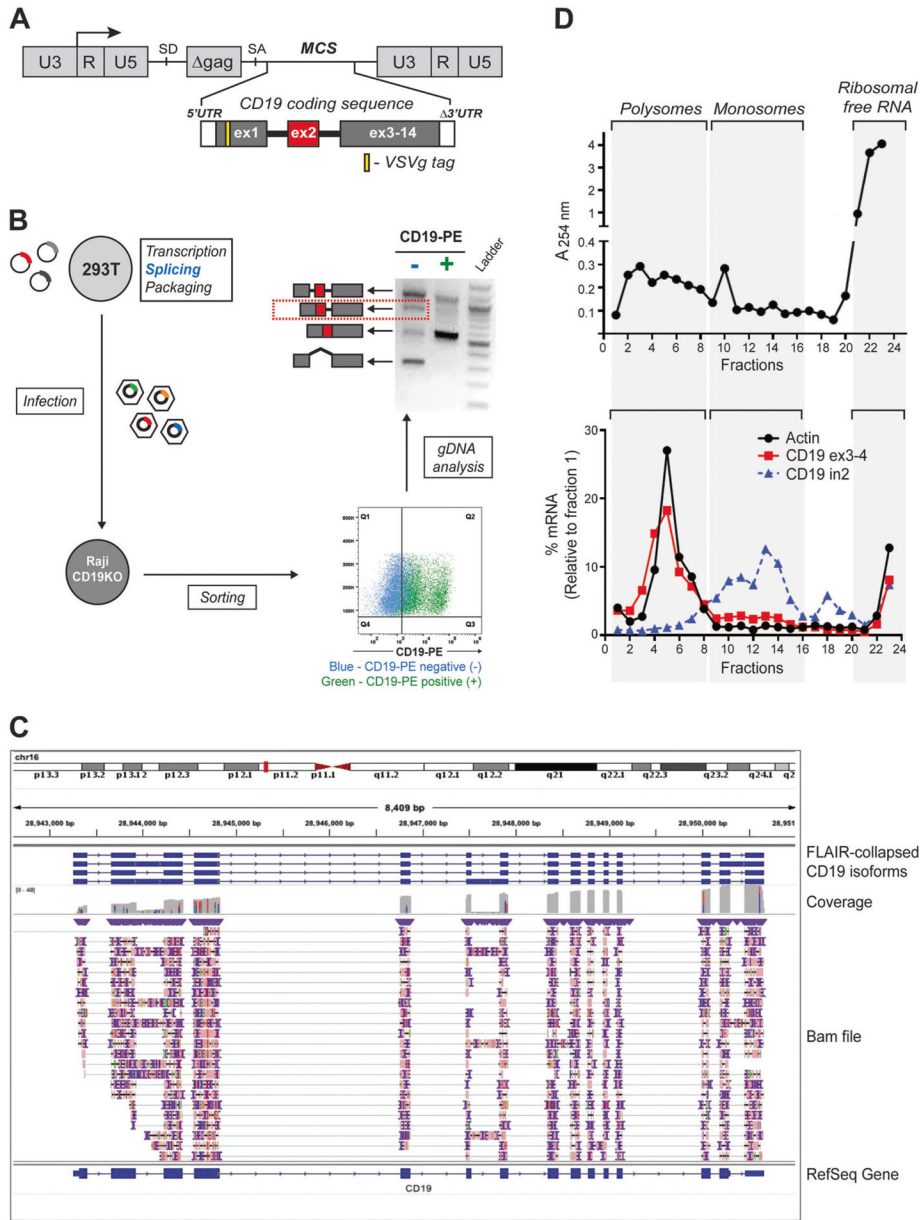 A
U3
R
U5
SD
Δgag
SA
MCS
U3
R
U5
CD19 coding sequence
5'UTR
Δ3'UTR
ex1
ex2
ex3-14
- VSVg tag
B
293T
Transcription
Splicing
Packaging
Infection
Raji
CD19KO
Sorting
CD19-PE
-
+
Ladder
gDNA
analysis
Q1
Q2
Q4
Q3
500K
400K
300K
200K
100K
CD19-PE
Blue - CD19-PE negative (-)
Green - CD19-PE positive (+)
D
Polysomes
Monosomes
Ribosomal
free RNA
A 254 nm
4
3
2
1
0.3
0.2
0.1
0 2 4 6 8 10 12 14 16 18 20 22 24
Fractions
Actin
CD19 ex3-4
CD19 in2
% mRNA
(Relative to fraction 1)
30
20
10
0
0 2 4 6 8 10 12 14 16 18 20 22 24
Fractions
C
chr16
p13.3 p13.2 p13.12 p12.3 p12.1 p11.2 p11.1 q11.2 q12.1 q12.2 q21 q22.1 q22.3 q23.2 q24.1 q2
8,409 bp
28,943,000 bp 28,944,000 bp 28,945,000 bp 28,946,000 bp 28,947,000 bp 28,948,000 bp 28,949,000 bp 28,950,000 bp 28,951
FLAIR-collapsed
CD19 isoforms
[0 - 48]
Coverage
Bam file
RefSeq Gene
CD19